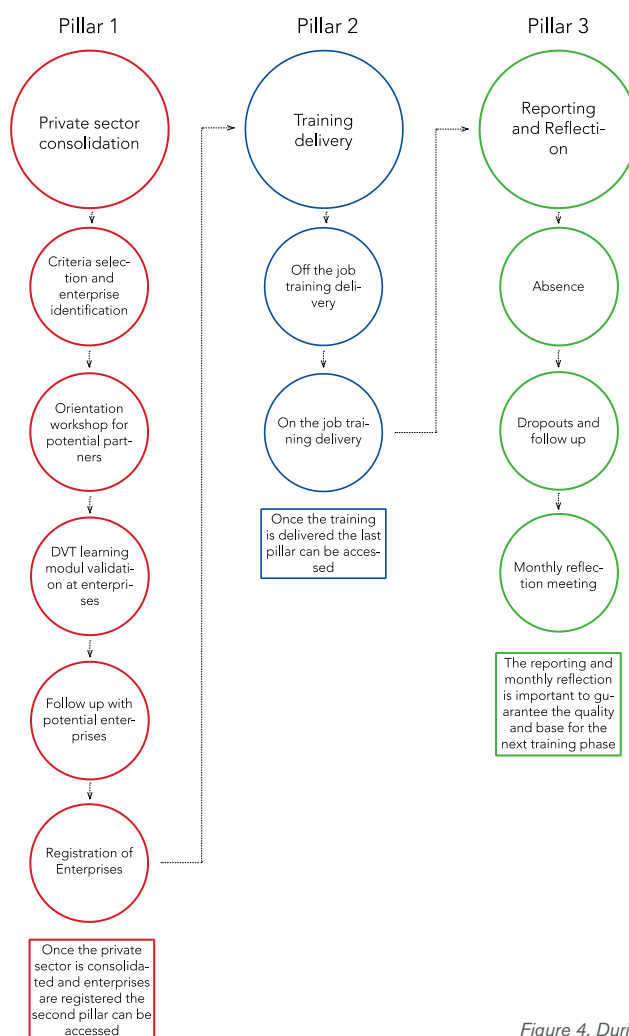 Pillar 1
Private sector
consolidation
Criteria selec-
tion and
enterprise
identification
Orientation
workshop for
potential part-
ners
DVT learning
modul valida-
tion at enterpri-
ses
Follow up with
potential enter-
prises
Registration of
Enterprises
Once the private
sector is consolida-
ted and enterprises
are registered the
second pillar can be
accessed
Pillar 2
Training
delivery
Off the job
training deli-
very
On the job trai-
ning delivery
Once the training
is delivered the last
pillar can be acces-
sed
Pillar 3
Reporting
and Reflecti-
on
Absence
Dropouts and
follow up
Monthly reflec-
tion meeting
The reporting and
monthly reflection
is important to gu-
arantee the quality
and base for the
next training phase
Figure 4. Duri